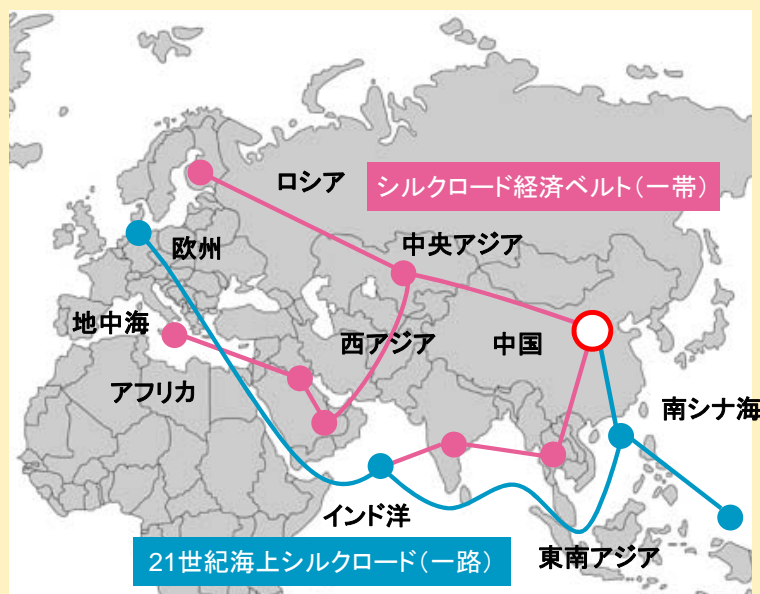 ロシア
シルクロード経済ベルト(一帯)
欧州
中央アジア
地中海
西アジア
中国
アフリカ
南シナ海
インド洋
東南アジア
21世紀海上シルクロード(一路)